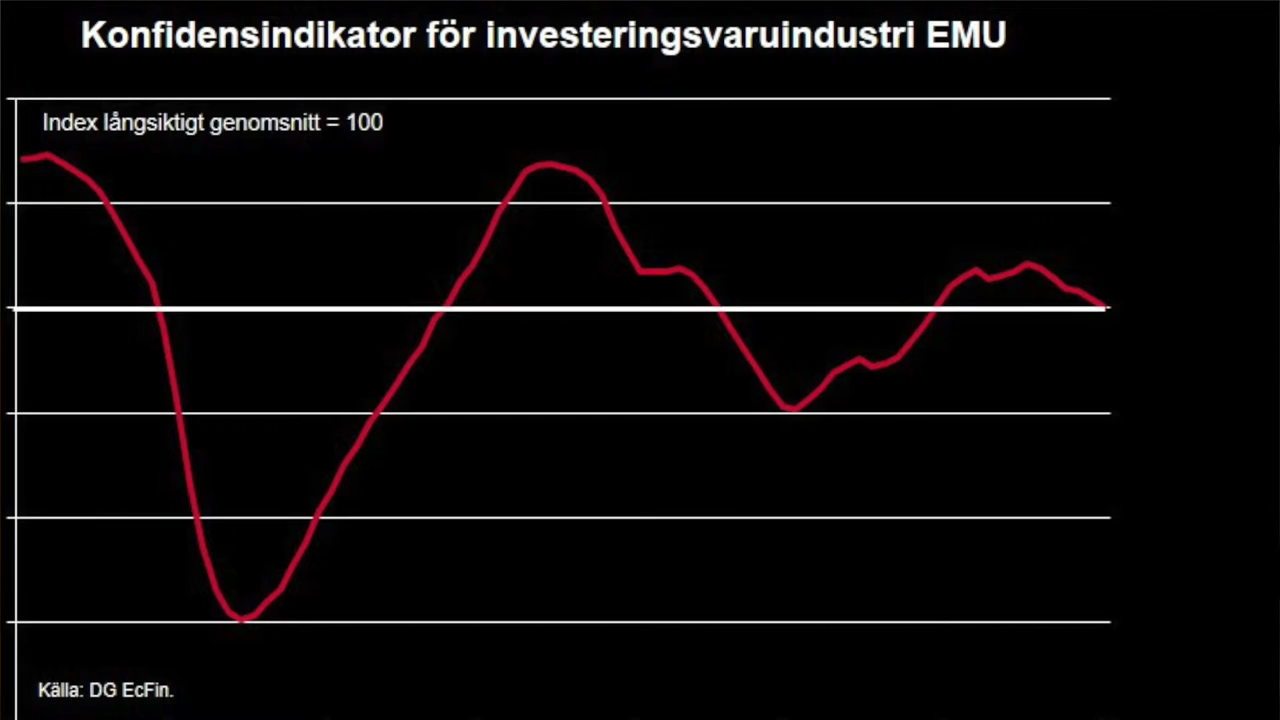 Konfidensindikator för investeringsvaruindustri EMU
Index långsiktigt genomsnitt = 100
Källa: DG EcFin.